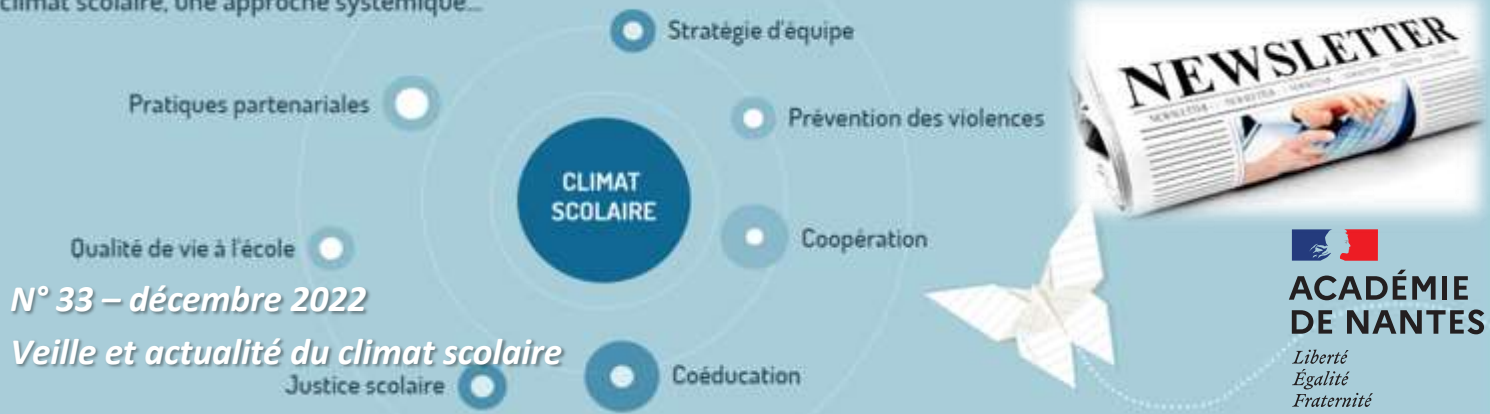 climat scolaire, une approche systémique...
Stratégie d'équipe
Pratiques partenariales
Prévention des violences
CLIMAT
SCOLAIRE
Qualité de vie à l'école
Coopération
N° 33 – décembre 2022
Veille et actualité du climat scolaire
Justice scolaire
Coéducation
NEWSLETTER
ACADÉMIE
DE NANTES
Liberté
Égalité
Fraternité